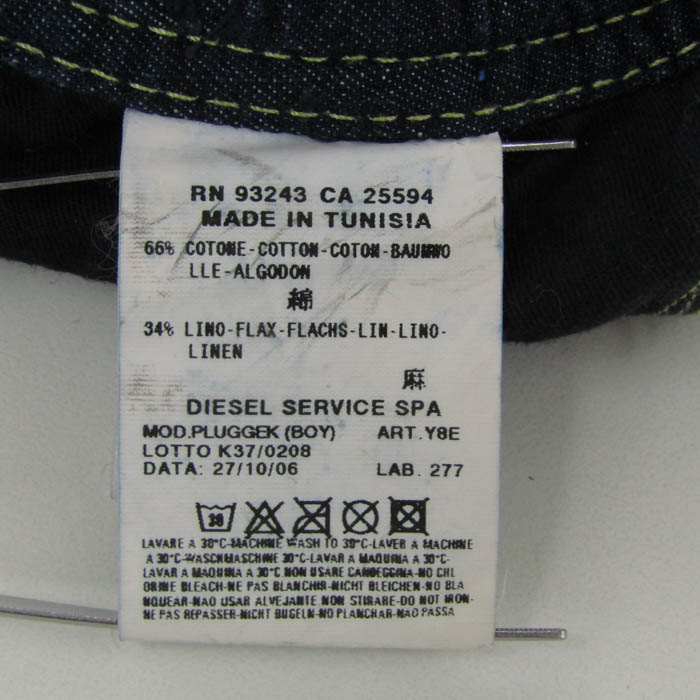 RN 93243 CA 25594
MADE IN TUNISIA
66% COTONE-COTTON-COTON-BAUMWO
LLE-ALGODON
綿
34% LINO-FLAX-FLACHS-LIN-LINO-
LINEN
麻
DIESEL SERVICE SPA
MOD.PLUGGEK (BOY) ART.Y8E
LOTTO K37/0208
DATA: 27/10/06 LAB. 277
30
LAVARE A 30°C-MACHINE WASH TO 30°C-LAVER A MACHINE
A 30°C-WASCHMASCHINE 30°C-LAVAR A MAQUINA A 30°C-
LAVAR A MAQUINA A 30°C NON USARE CANDEGGINA-NO CHL
ORINE BLEACH-NE PAS BLANCHIR-NICHT BLEICHEN-NO BLA
NQUEAR-NAO USAR ALVEJANTE NON STIRARE-DO NOT IRON-
NE PAS REPASSER-NICHT BUGELN-NO PLANCHAR-NAO PASSA